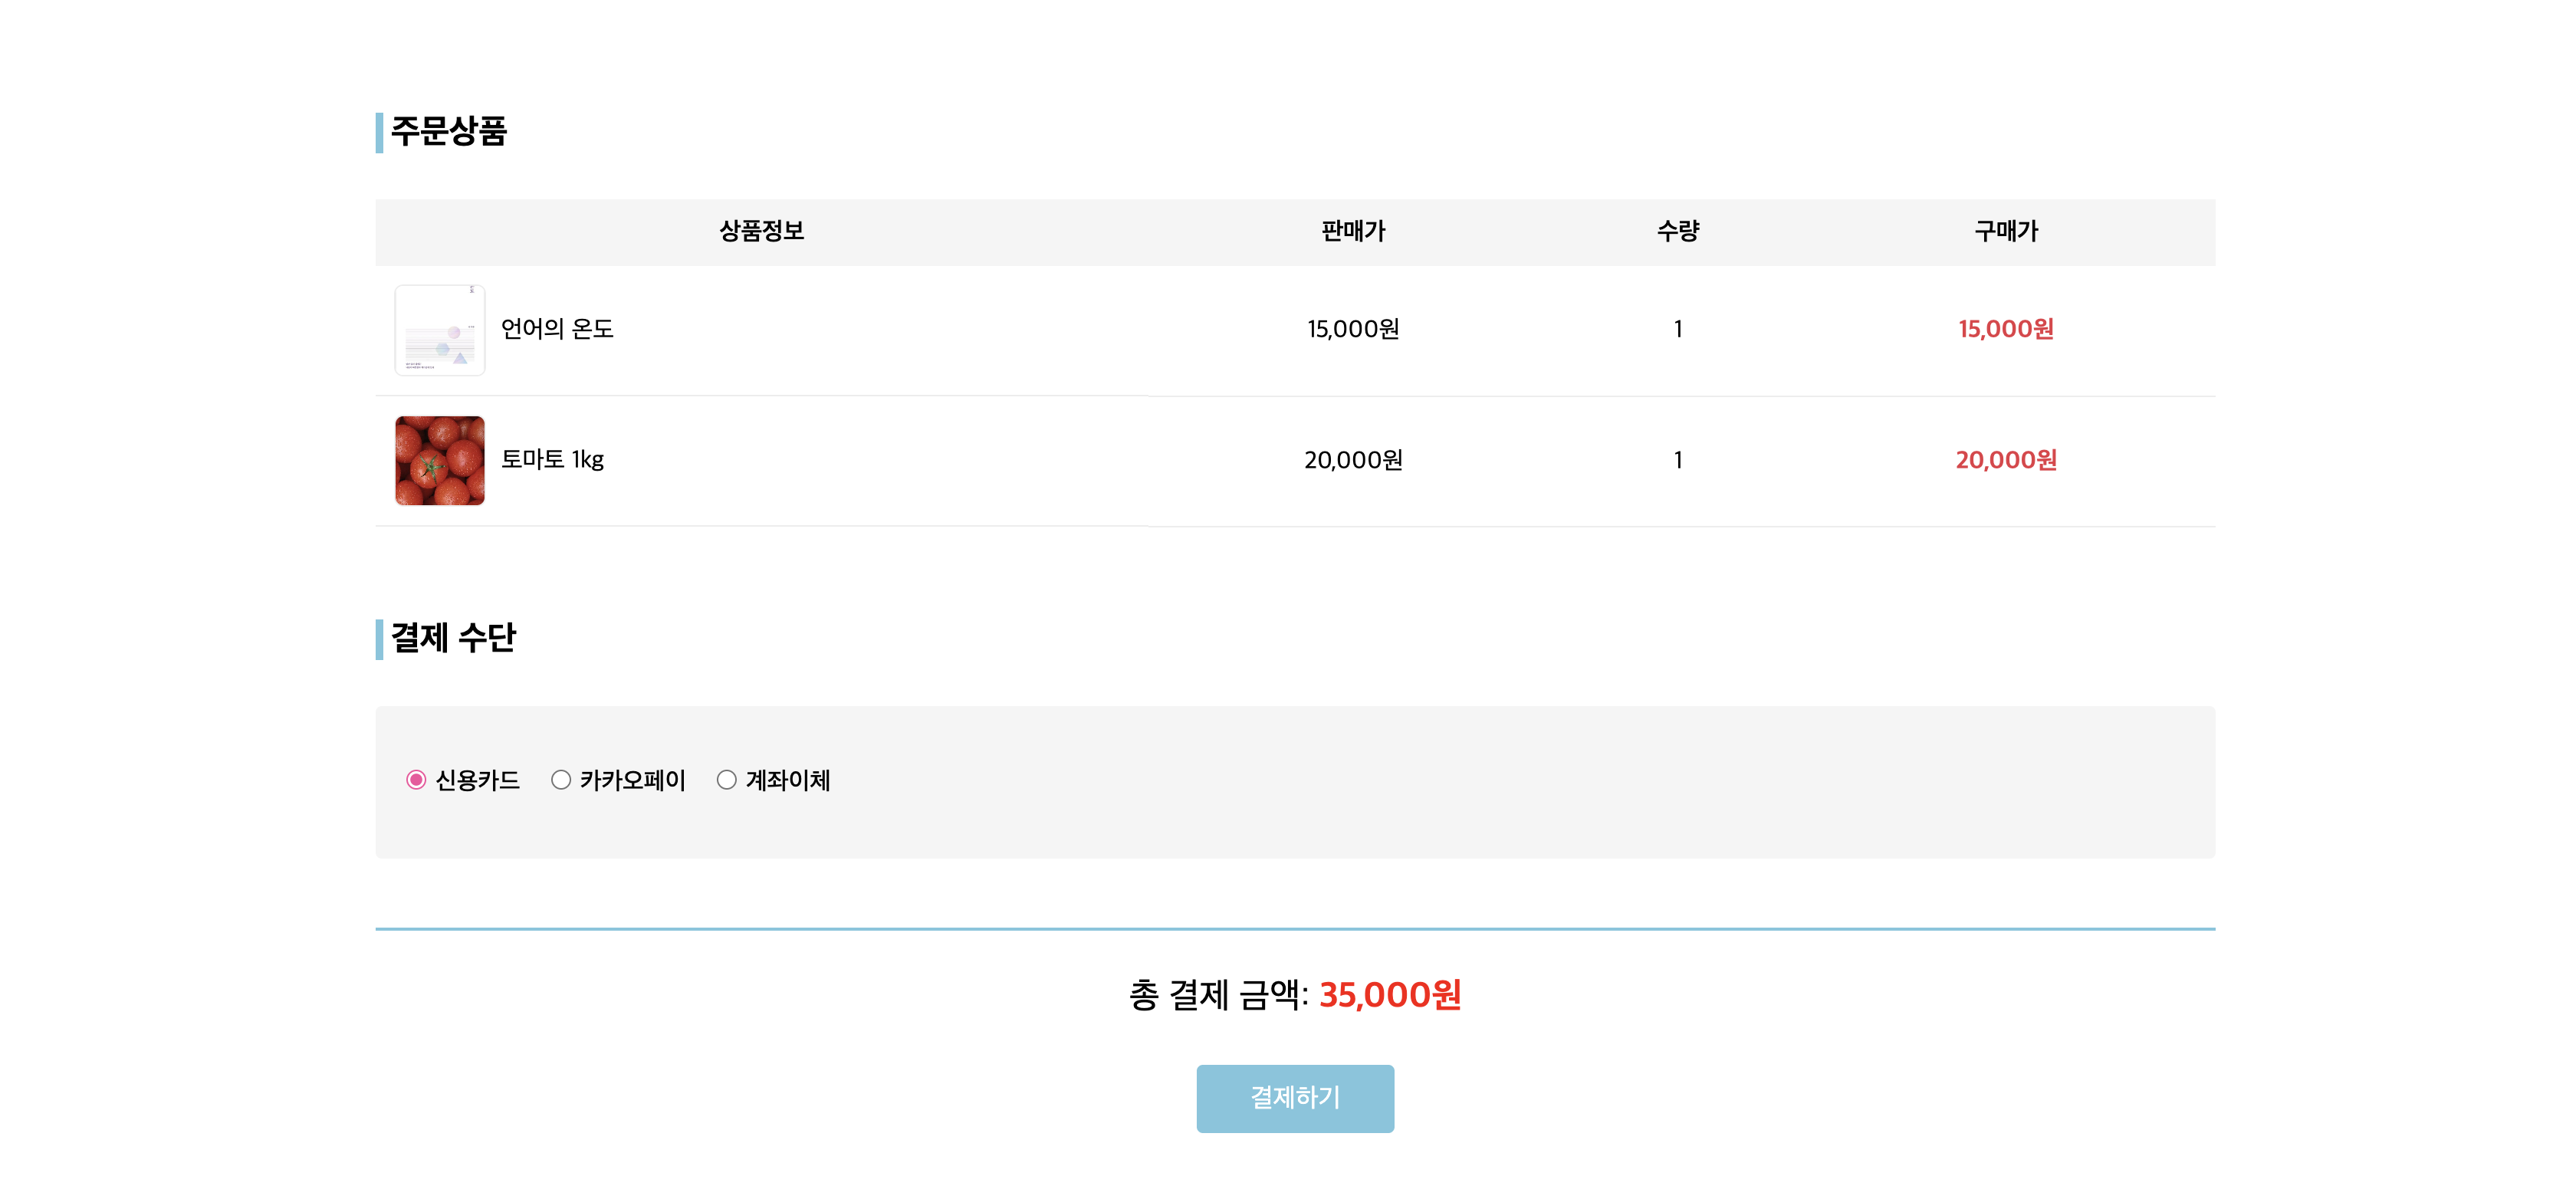 주문상품
상품정보 판매가 수량 구매가
언어의 온도 15,000원 1 15,000원
토마토 1kg 20,000원 1 20,000원
결제 수단
신용카드 카카오페이 계좌이체
총 결제 금액: 35,000원
결제하기